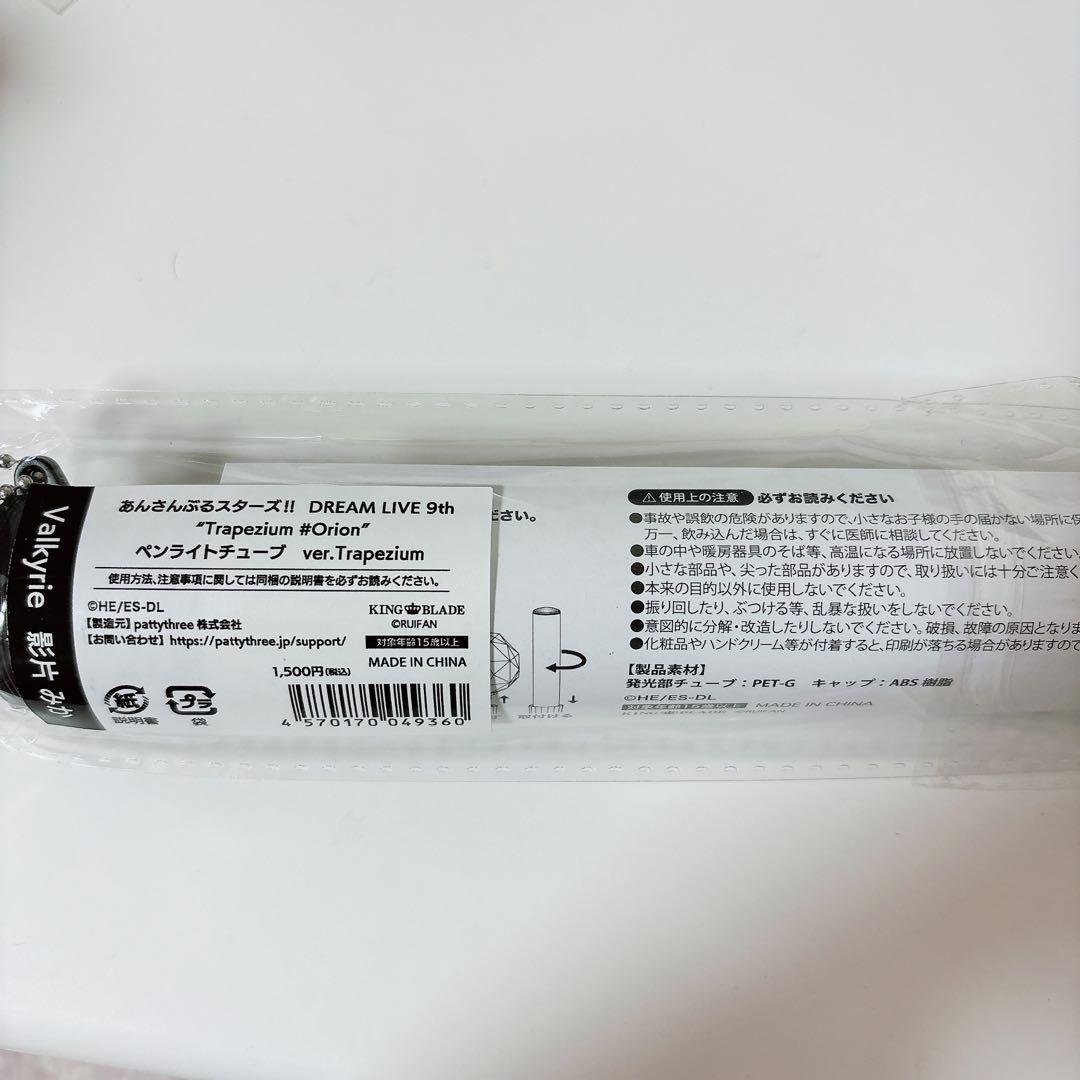 Valkyrie 影片 みか
あんさんぶるスターズ!! DREAM LIVE 9th
"Trapezium #Orion"
ペンライトチューブ ver.Trapezium
使用方法、注意事項に関しては同梱の説明書を必ずお読みください。
©HE/ES-DL
【製造元】pattythree 株式会社
【お問い合わせ】https://pattythree.jp/support/
KING BLADE
©RUIFAN
対象年齢15歳以上
MADE IN CHINA
1,500円(税込)
紙
説明書
プラ
袋
4 570170 049360
ださい。
取付ける
使用上の注意 必ずお読みください
●事故や誤飲の危険がありますので、小さなお子様の手の届かない場所に保
万一、飲み込んだ場合は、すぐに医師に相談してください。
●車の中や暖房器具のそば等、高温になる場所に放置しないでください。
●小さな部品や、尖った部品がありますので、取り扱いには十分ご注意く
●本来の目的以外に使用しないでください。
●振り回したり、ぶつける等、乱暴な扱いをしないでください。
●意図的に分解・改造したりしないでください。破損、故障の原因となりま
●化粧品やハンドクリーム等が付着すると、印刷が落ちる場合がありますので
【製品素材】
発光部チューブ:PET-G キャップ:ABS 樹脂
©HE/ES-DL
対象年齢15歳以上 MADE IN CHINA
KING BLADE ©RUIFAN